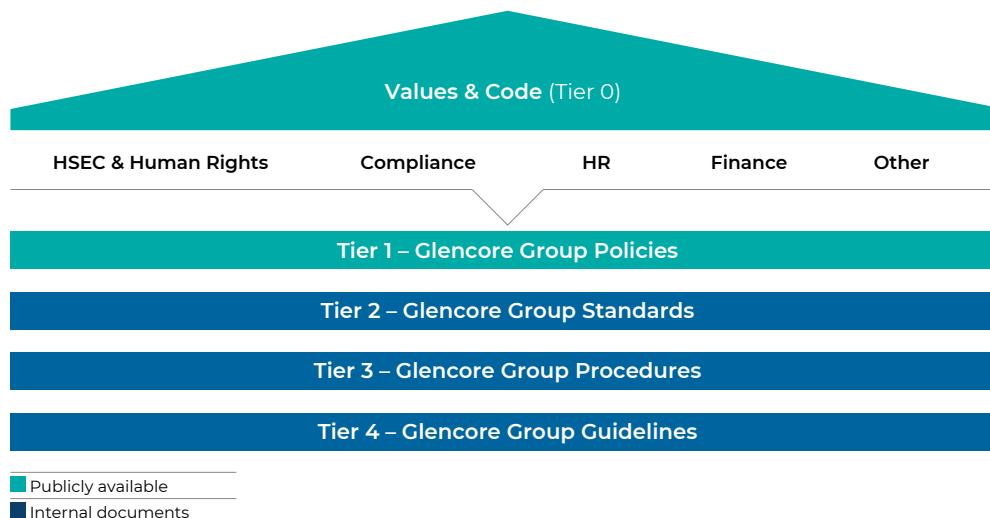 Values & Code (Tier 0)
HSEC & Human Rights Compliance HR Finance Other
Tier 1 – Glencore Group Policies
Tier 2 – Glencore Group Standards
Tier 3 – Glencore Group Procedures
Tier 4 – Glencore Group Guidelines
Publicly available
Internal documents